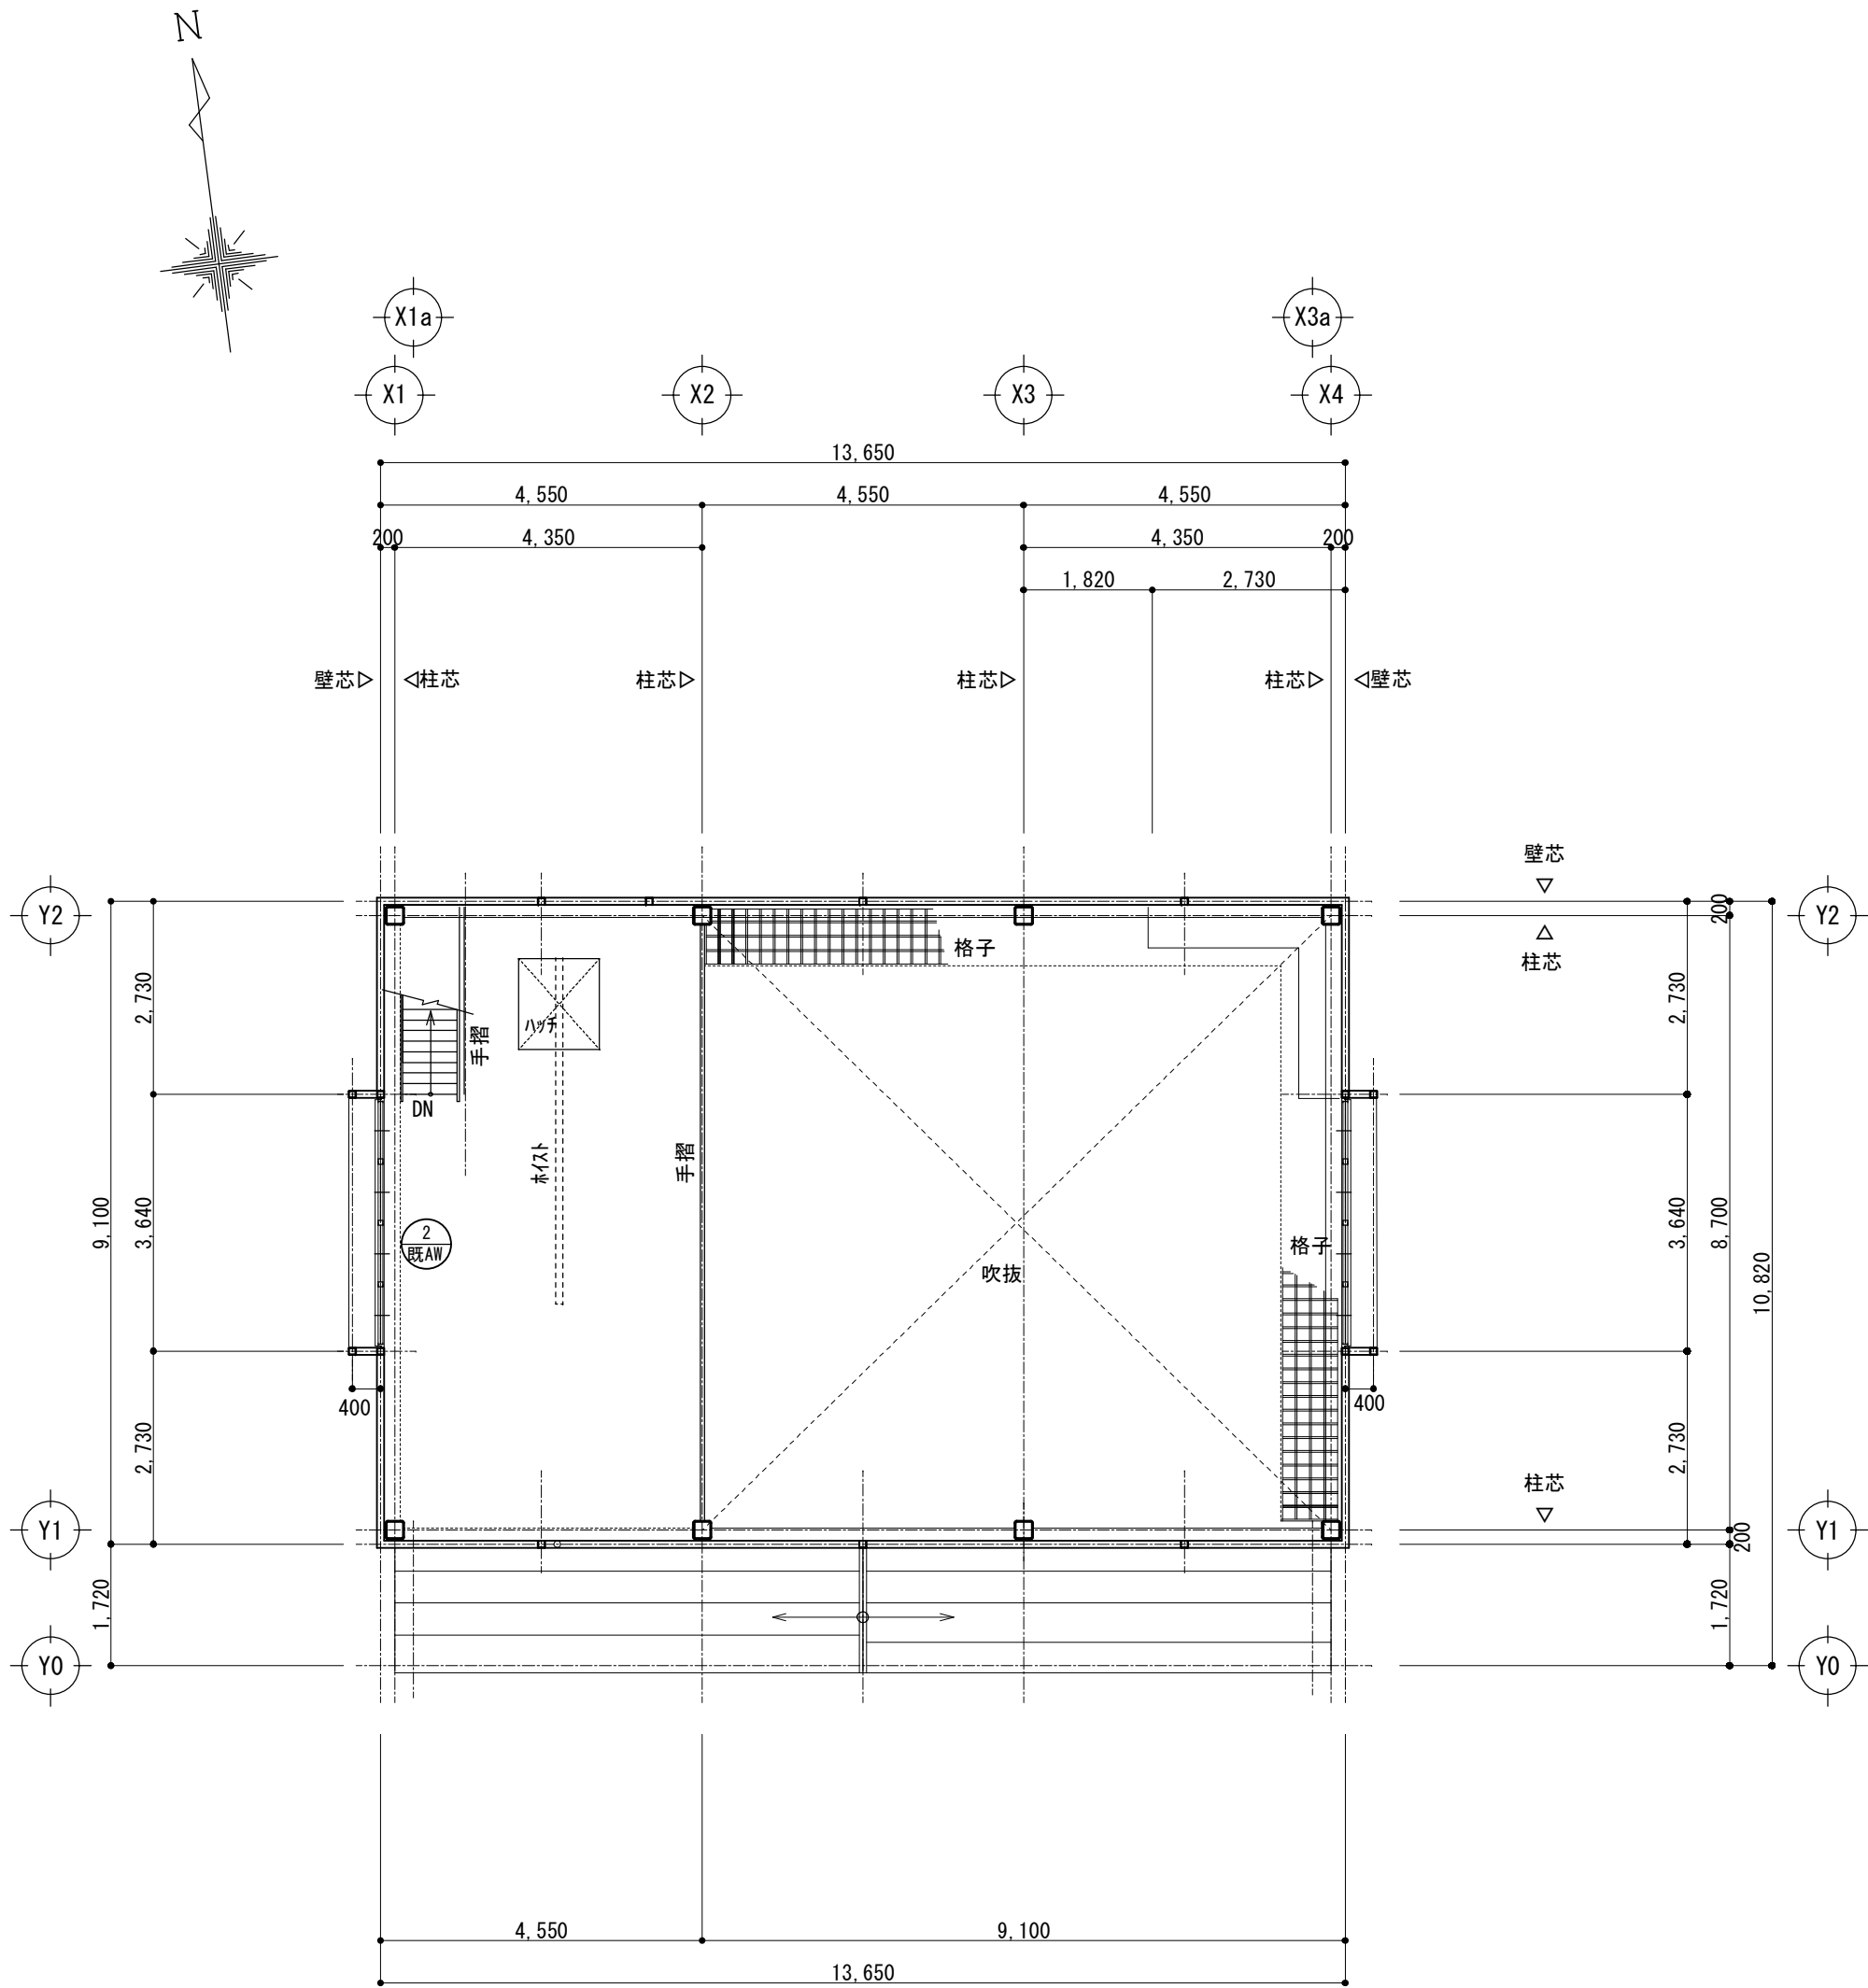 N
X1a
X3a
X1
X2
X3
X4
13,650
4,550
4,550
4,550
200
4,350
4,350
200
1,820
2,730
壁芯▷
◁柱芯
柱芯▷
柱芯▷
柱芯▷
◁壁芯
壁芯
▽
△
柱芯
Y2
Y2
200
格子
2,730
2,730
ハッチ
手摺
DN
ホイスト
手摺
9,100
3,640
2
既AW
吹抜
格子
3,640
8,700
10,820
400
400
2,730
2,730
柱芯
▽
Y1
Y1
200
1,720
1,720
Y0
Y0
4,550
9,100
13,650